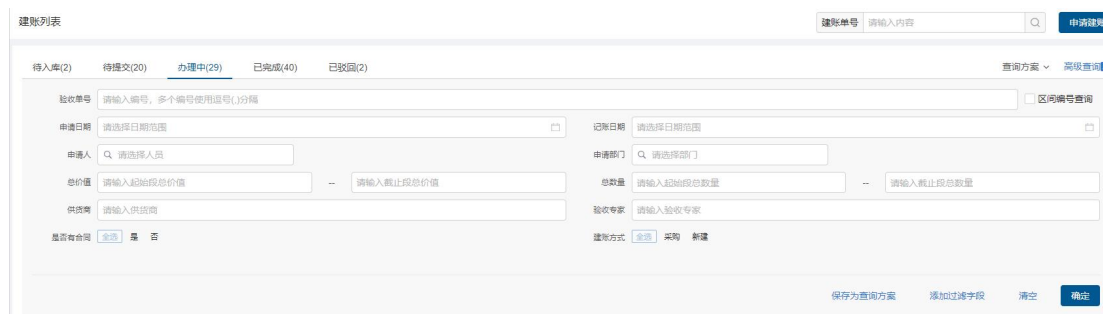 建账列表 建账单号 请输入内容 申请建账
待入库(2) 待提交(20) 办理中(29) 已完成(40) 已驳回(2) 查询方案 高级查询
验收单号 请输入编号，多个编号使用逗号(,)分隔 区间编号查询
申请日期 请选择日期范围 记账日期 请选择日期范围
申请人 请选择人员 申请部门 请选择部门
总价值 请输入起始段总价值 -- 请输入截止段总价值 总数量 请输入起始段总数量 -- 请输入截止段总数量
供货商 请输入供货商 验收专家 请输入验收专家
是否有合同 全选 是 否 建账方式 全选 采购 新建
保存为查询方案 添加过滤字段 清空 确定